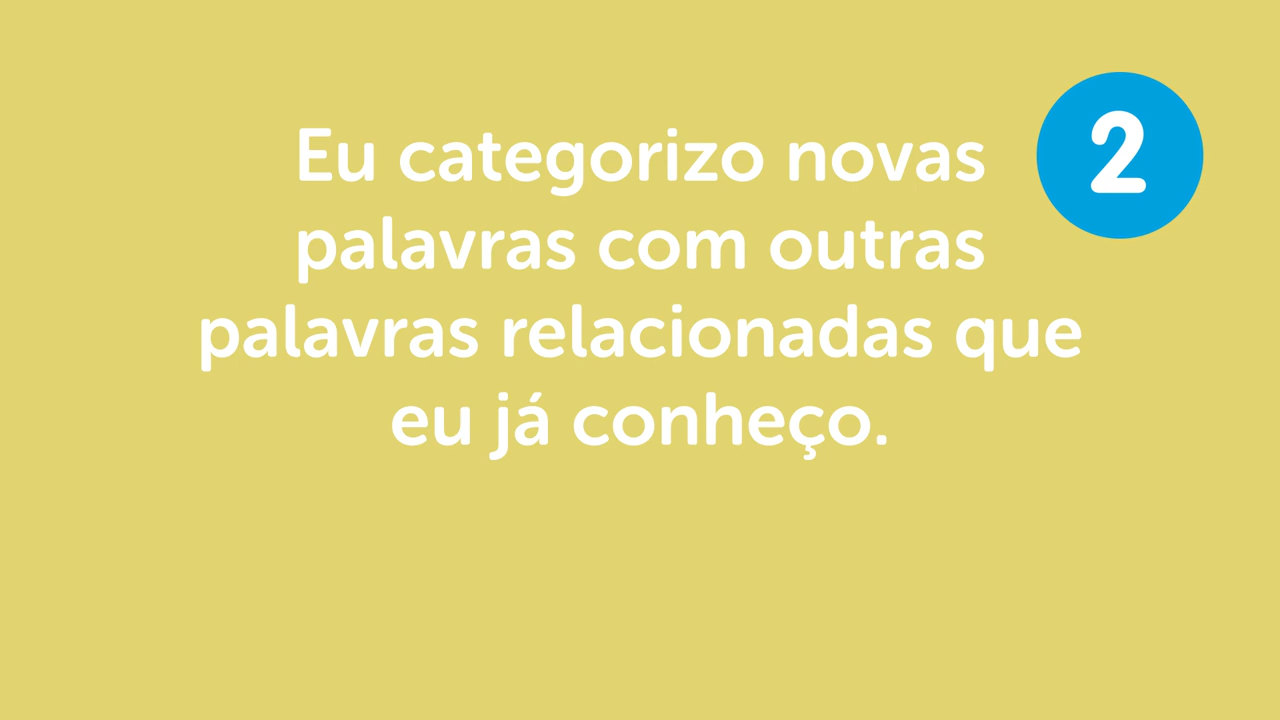 Eu categorizo novas
palavras com outras
palavras relacionadas que
eu já conheço.
2